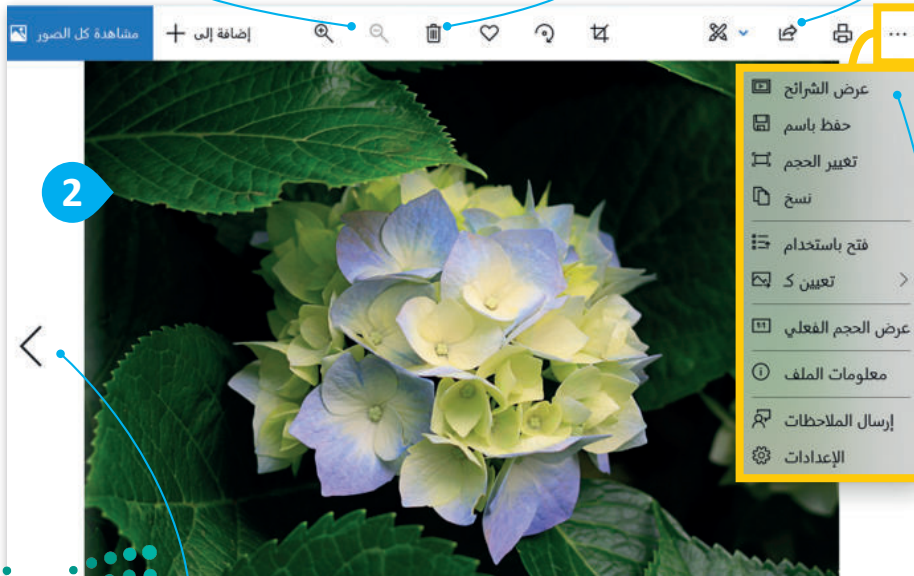 مشاهدة كل الصور
إضافة إلى
...
عرض الشرائح
حفظ باسم
تغيير الحجم
نسخ
فتح باستخدام
تعيين كـ
عرض الحجم الفعلي
معلومات الملف
إرسال الملاحظات
الإعدادات
2